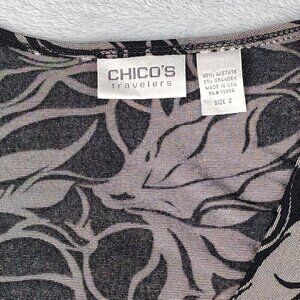 CHICO'S
travelers
95% ACETATE
5% SPANDEX
MADE IN USA
SIZE 2